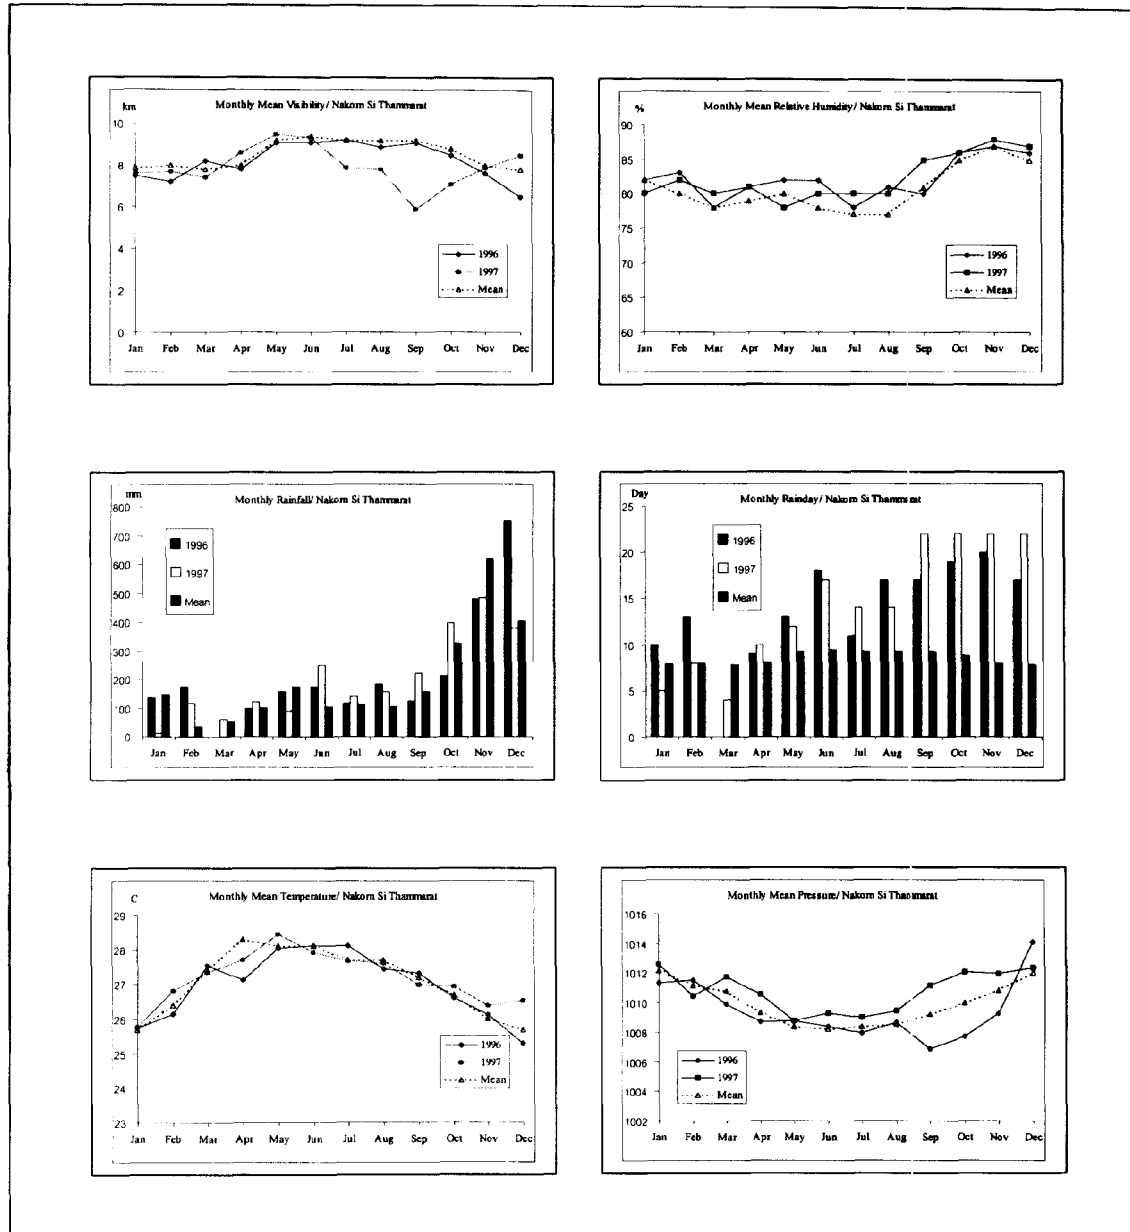 km
Monthly Mean Visibility/ Nakorn Si Thammarat
10
8
6
4
2
0
Jan Feb Mar Apr May Jun Jul Aug Sep Oct Nov Dec
1996
1997
Mean
%
Monthly Mean Relative Humidity/ Nakorn Si Thammarat
90
85
80
75
70
65
60
Jan Feb Mar Apr May Jun Jul Aug Sep Oct Nov Dec
1996
1997
Mean
mm
Monthly Rainfall/ Nakorn Si Thammarat
800
700
600
500
400
300
200
100
0
Jan Feb Mar Apr May Jun Jul Aug Sep Oct Nov Dec
1996
1997
Mean
Day
Monthly Rainday/ Nakorn Si Thammarat
25
20
15
10
5
0
Jan Feb Mar Apr May Jun Jul Aug Sep Oct Nov Dec
1996
1997
Mean
C
Monthly Mean Temperature/ Nakorn Si Thammarat
29
28
27
26
25
24
23
Jan Feb Mar Apr May Jun Jul Aug Sep Oct Nov Dec
1996
1997
Mean
Monthly Mean Pressure/ Nakorn Si Thammarat
1016
1014
1012
1010
1008
1006
1004
1002
Jan Feb Mar Apr May Jun Jul Aug Sep Oct Nov Dec
1996
1997
Mean